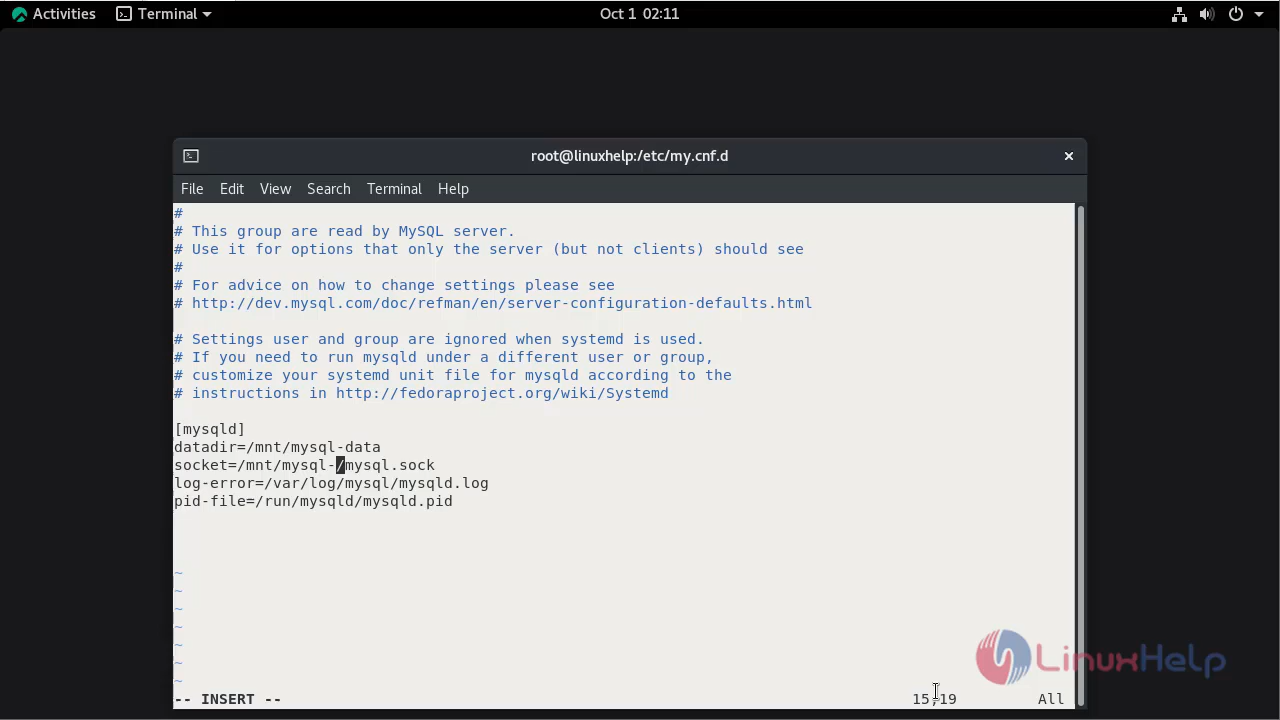 Activities Terminal Oct 1 02:11
root@linuxhelp:/etc/my.cnf.d ×
File Edit View Search Terminal Help
#
# This group are read by MySQL server.
# Use it for options that only the server (but not clients) should see
#
# For advice on how to change settings please see
# http://dev.mysql.com/doc/refman/en/server-configuration-defaults.html
# Settings user and group are ignored when systemd is used.
# If you need to run mysqld under a different user or group,
# customize your systemd unit file for mysqld according to the
# instructions in http://fedoraproject.org/wiki/Systemd
[mysqld]
datadir=/mnt/mysql-data
socket=/mnt/mysql-/mysql.sock
log-error=/var/log/mysql/mysqld.log
pid-file=/run/mysqld/mysqld.pid
~
~
~
~
~
~
~
LinuxHelp
-- INSERT -- 15,19 All